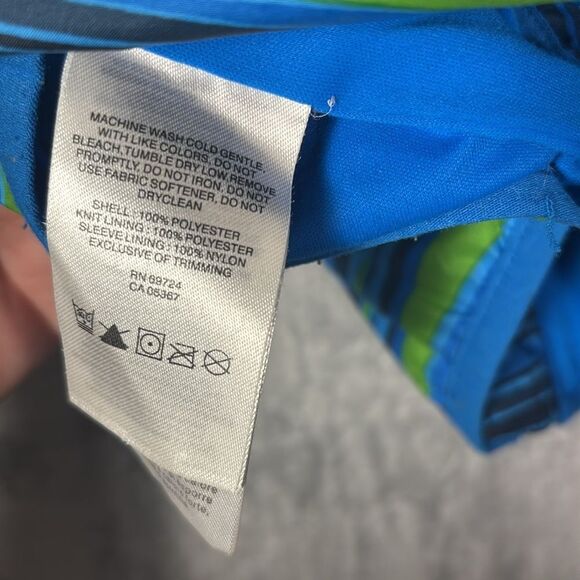 MACHINE WASH COLD GENTLE,
WITH LIKE COLORS. DO NOT
BLEACH, TUMBLE DRY LOW, REMOVE
PROMPTLY DO NOT IRON, DO NOT
USE FABRIC SOFTENER, DO NOT
DRYCLEAN
SHELL : 100% POLYESTER
KNIT LINING : 100% POLYESTER
SLEEVE LINING : 100% NYLON
EXCLUSIVE OF TRIMMING
RN 69724
CA 05367